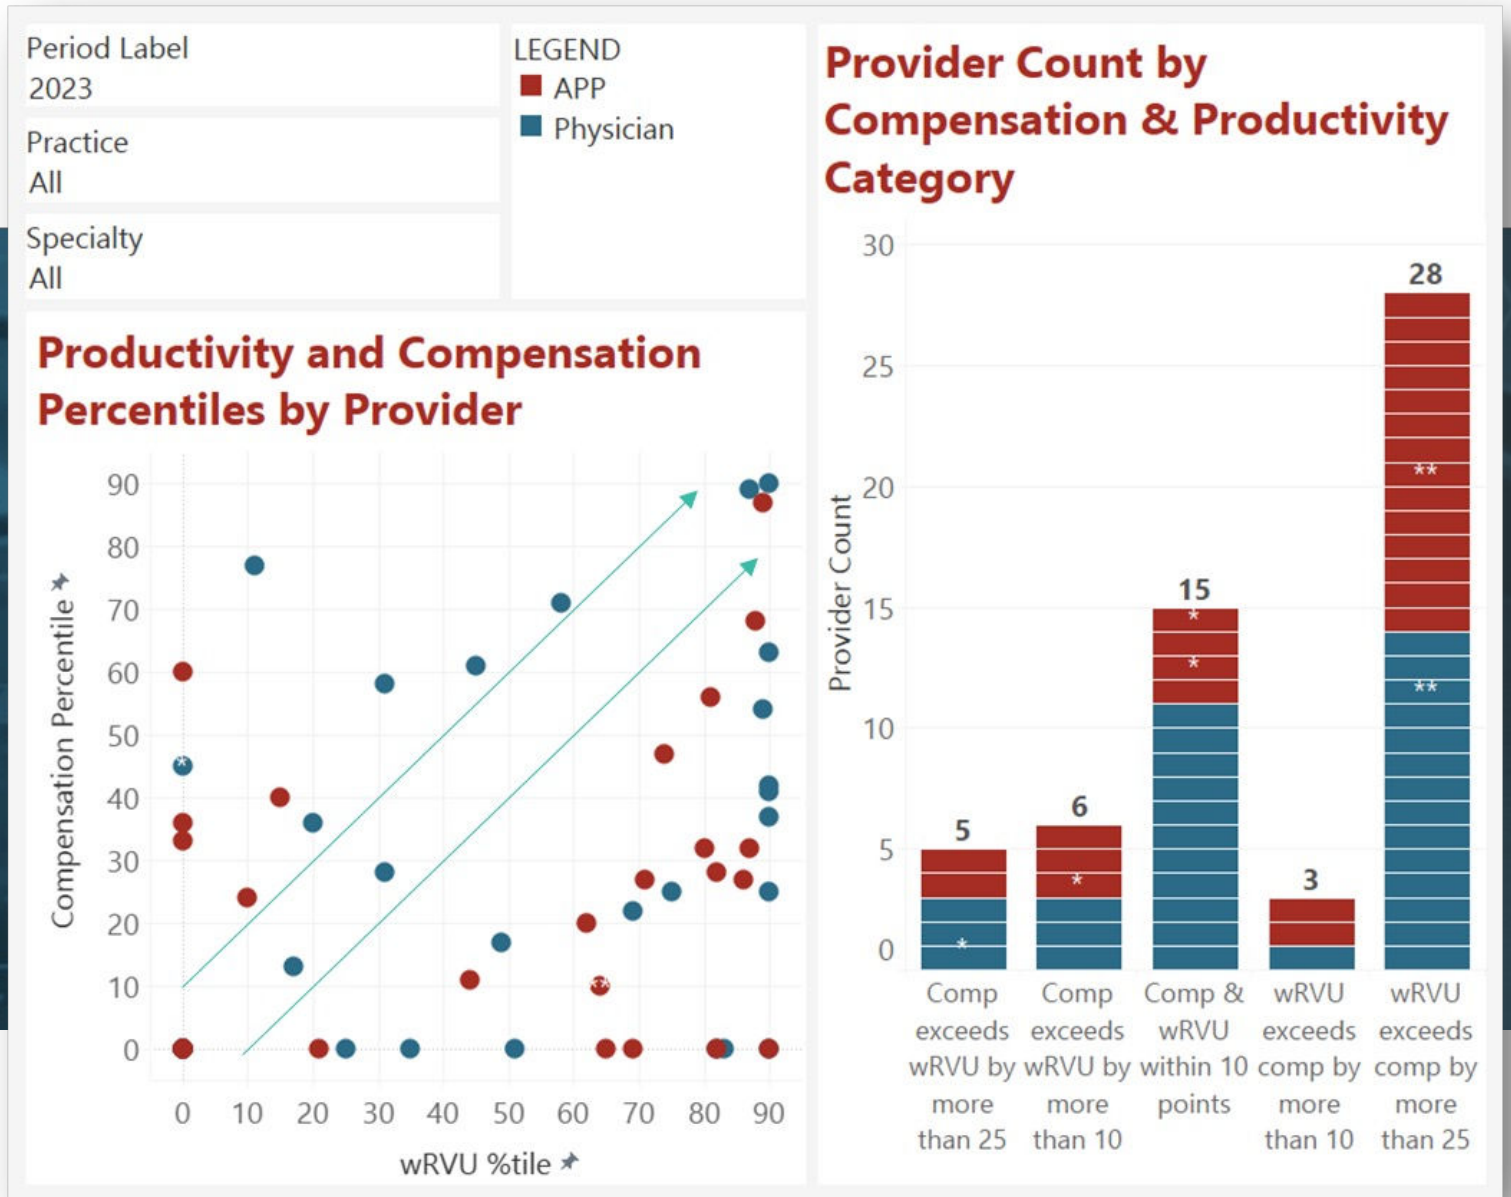 Period Label
2023
Practice
All
Specialty
All
LEGEND
APP
Physician
Productivity and Compensation
Percentiles by Provider
Compensation Percentile
90
80
70
60
50
40
30
20
10
0
*
**
0 10 20 30 40 50 60 70 80 90
wRVU %tile
Provider Count by
Compensation & Productivity
Category
Provider Count
30
25
20
15
10
5
0
5
6
15
3
28
*
*
*
*
**
**
Comp
exceeds
wRVU by
more
than 25
Comp
exceeds
wRVU by
more
than 10
Comp &
wRVU
within 10
points
wRVU
exceeds
comp by
more
than 10
wRVU
exceeds
comp by
more
than 25